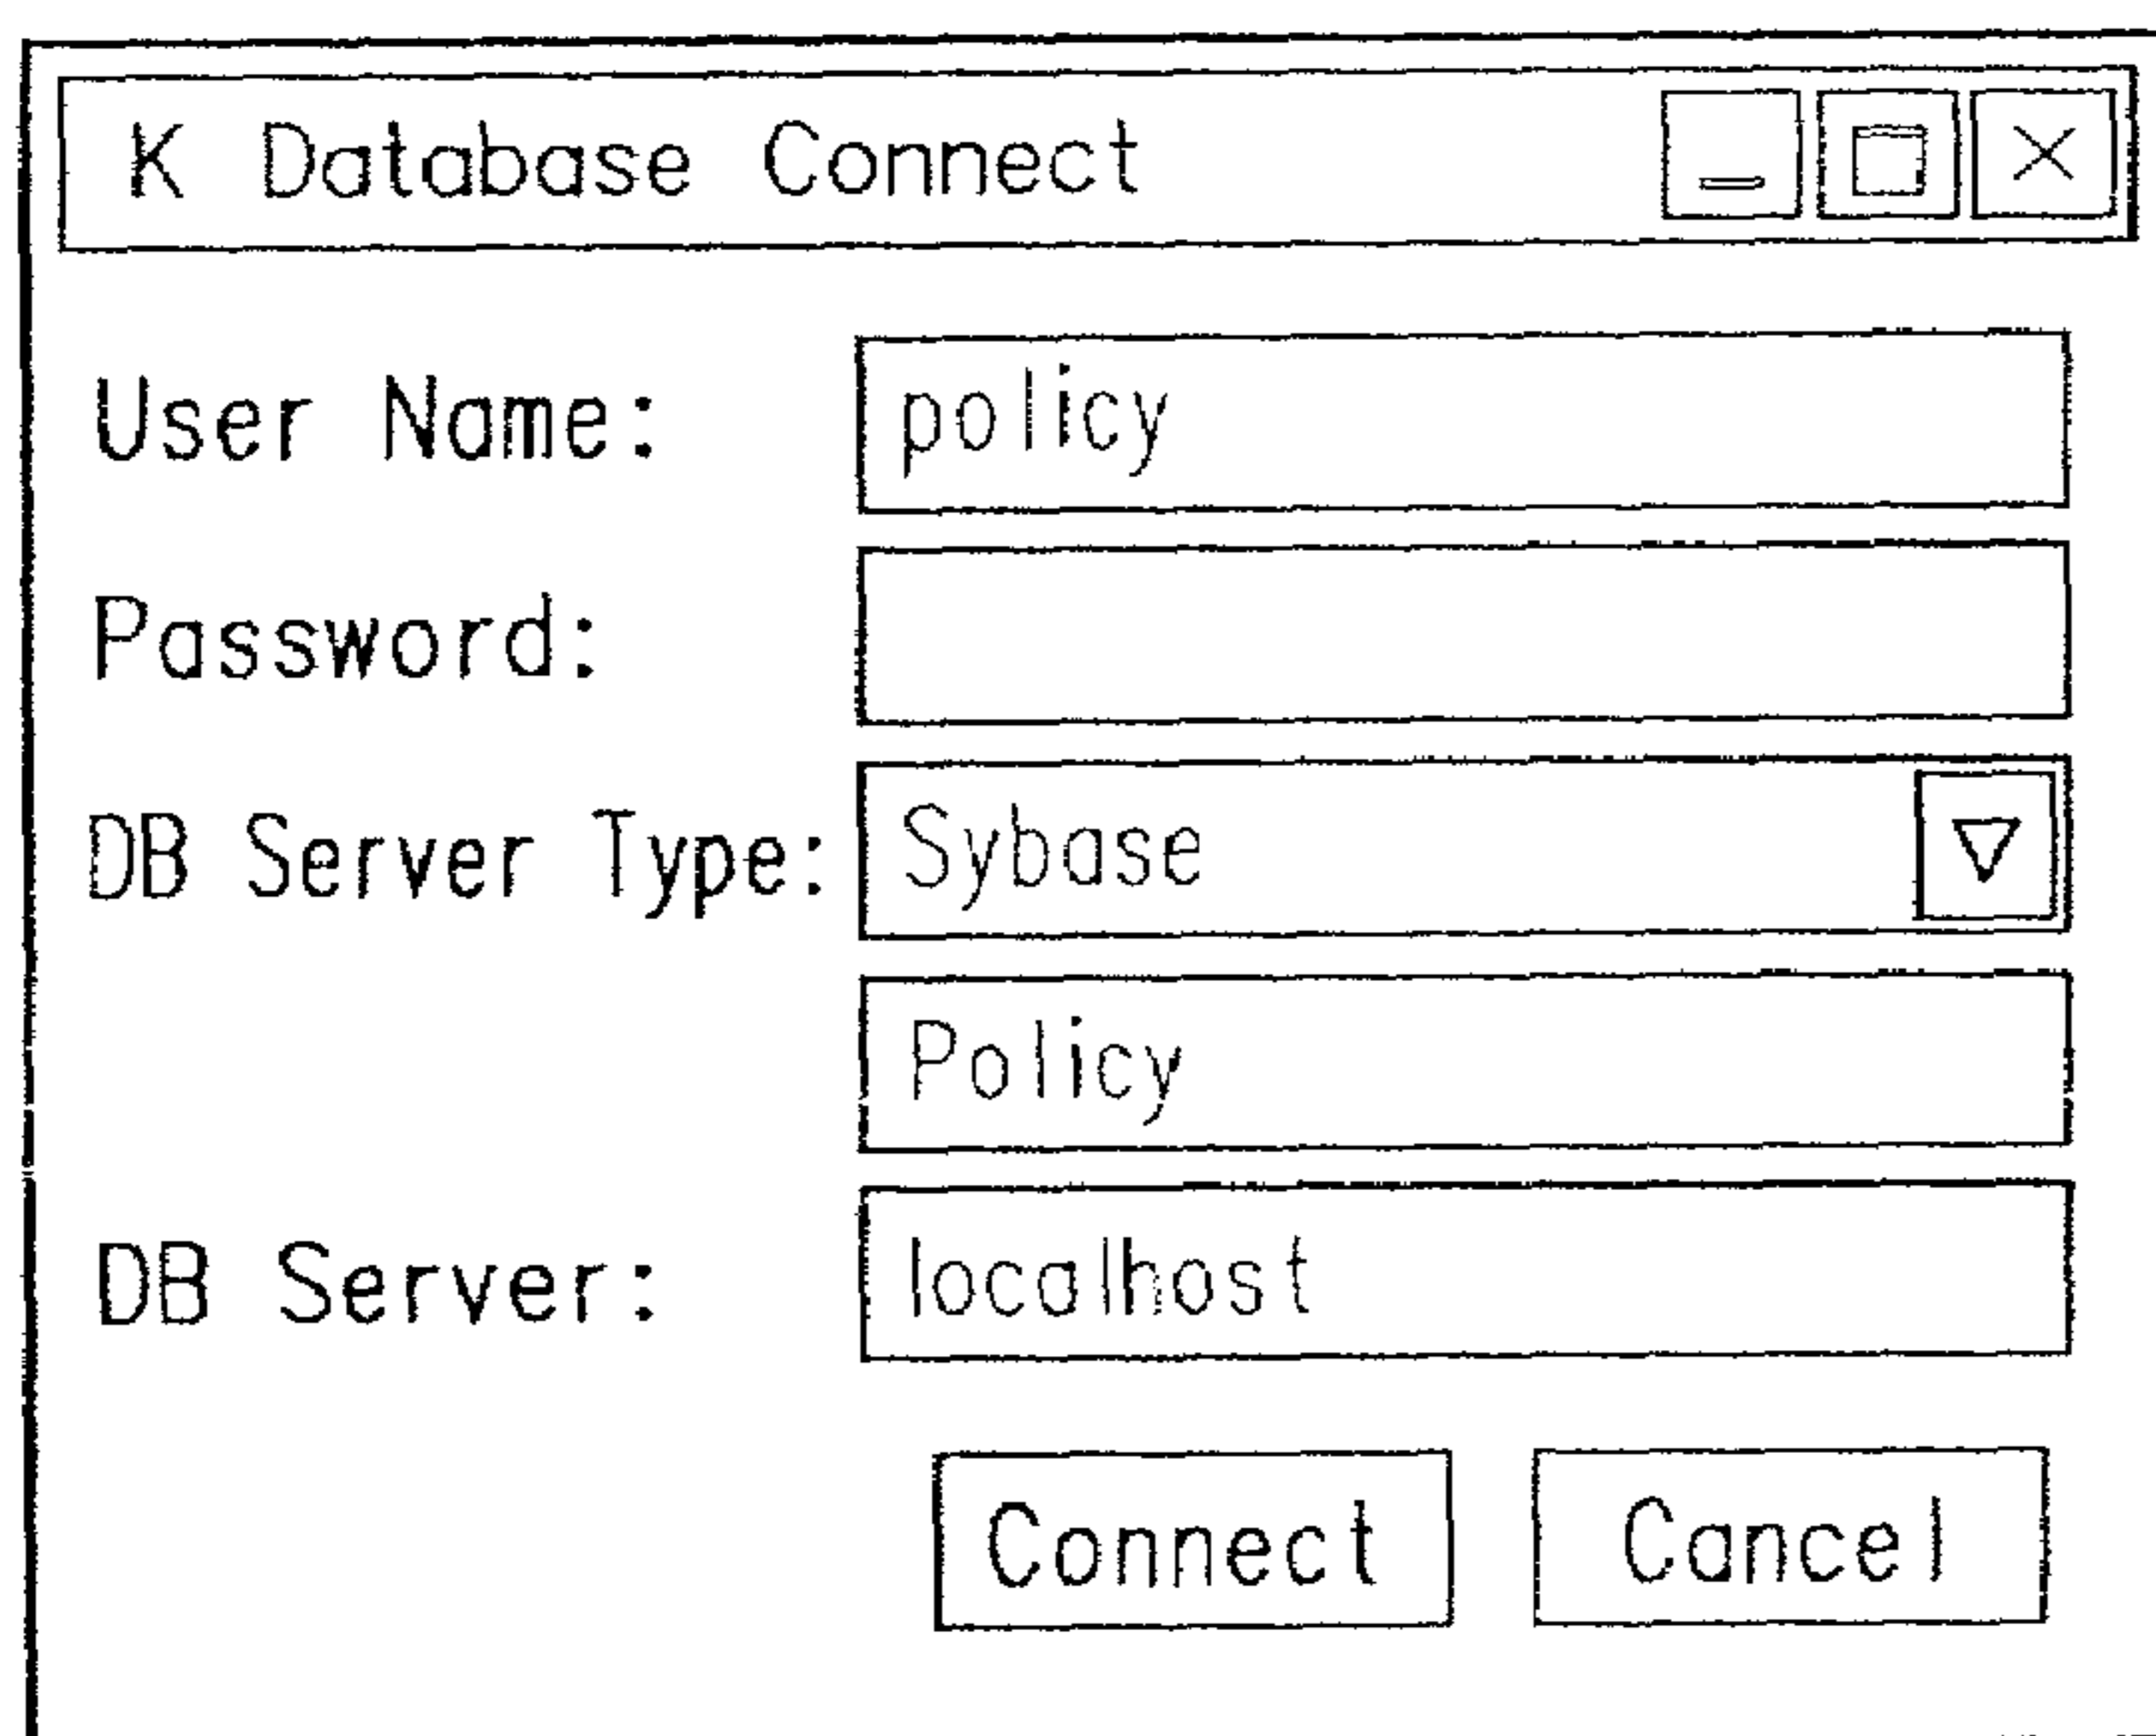 K Database Connect
User Name: policy
Password:
DB Server Type: Sybase
Policy
DB Server: localhost
Connect Cancel